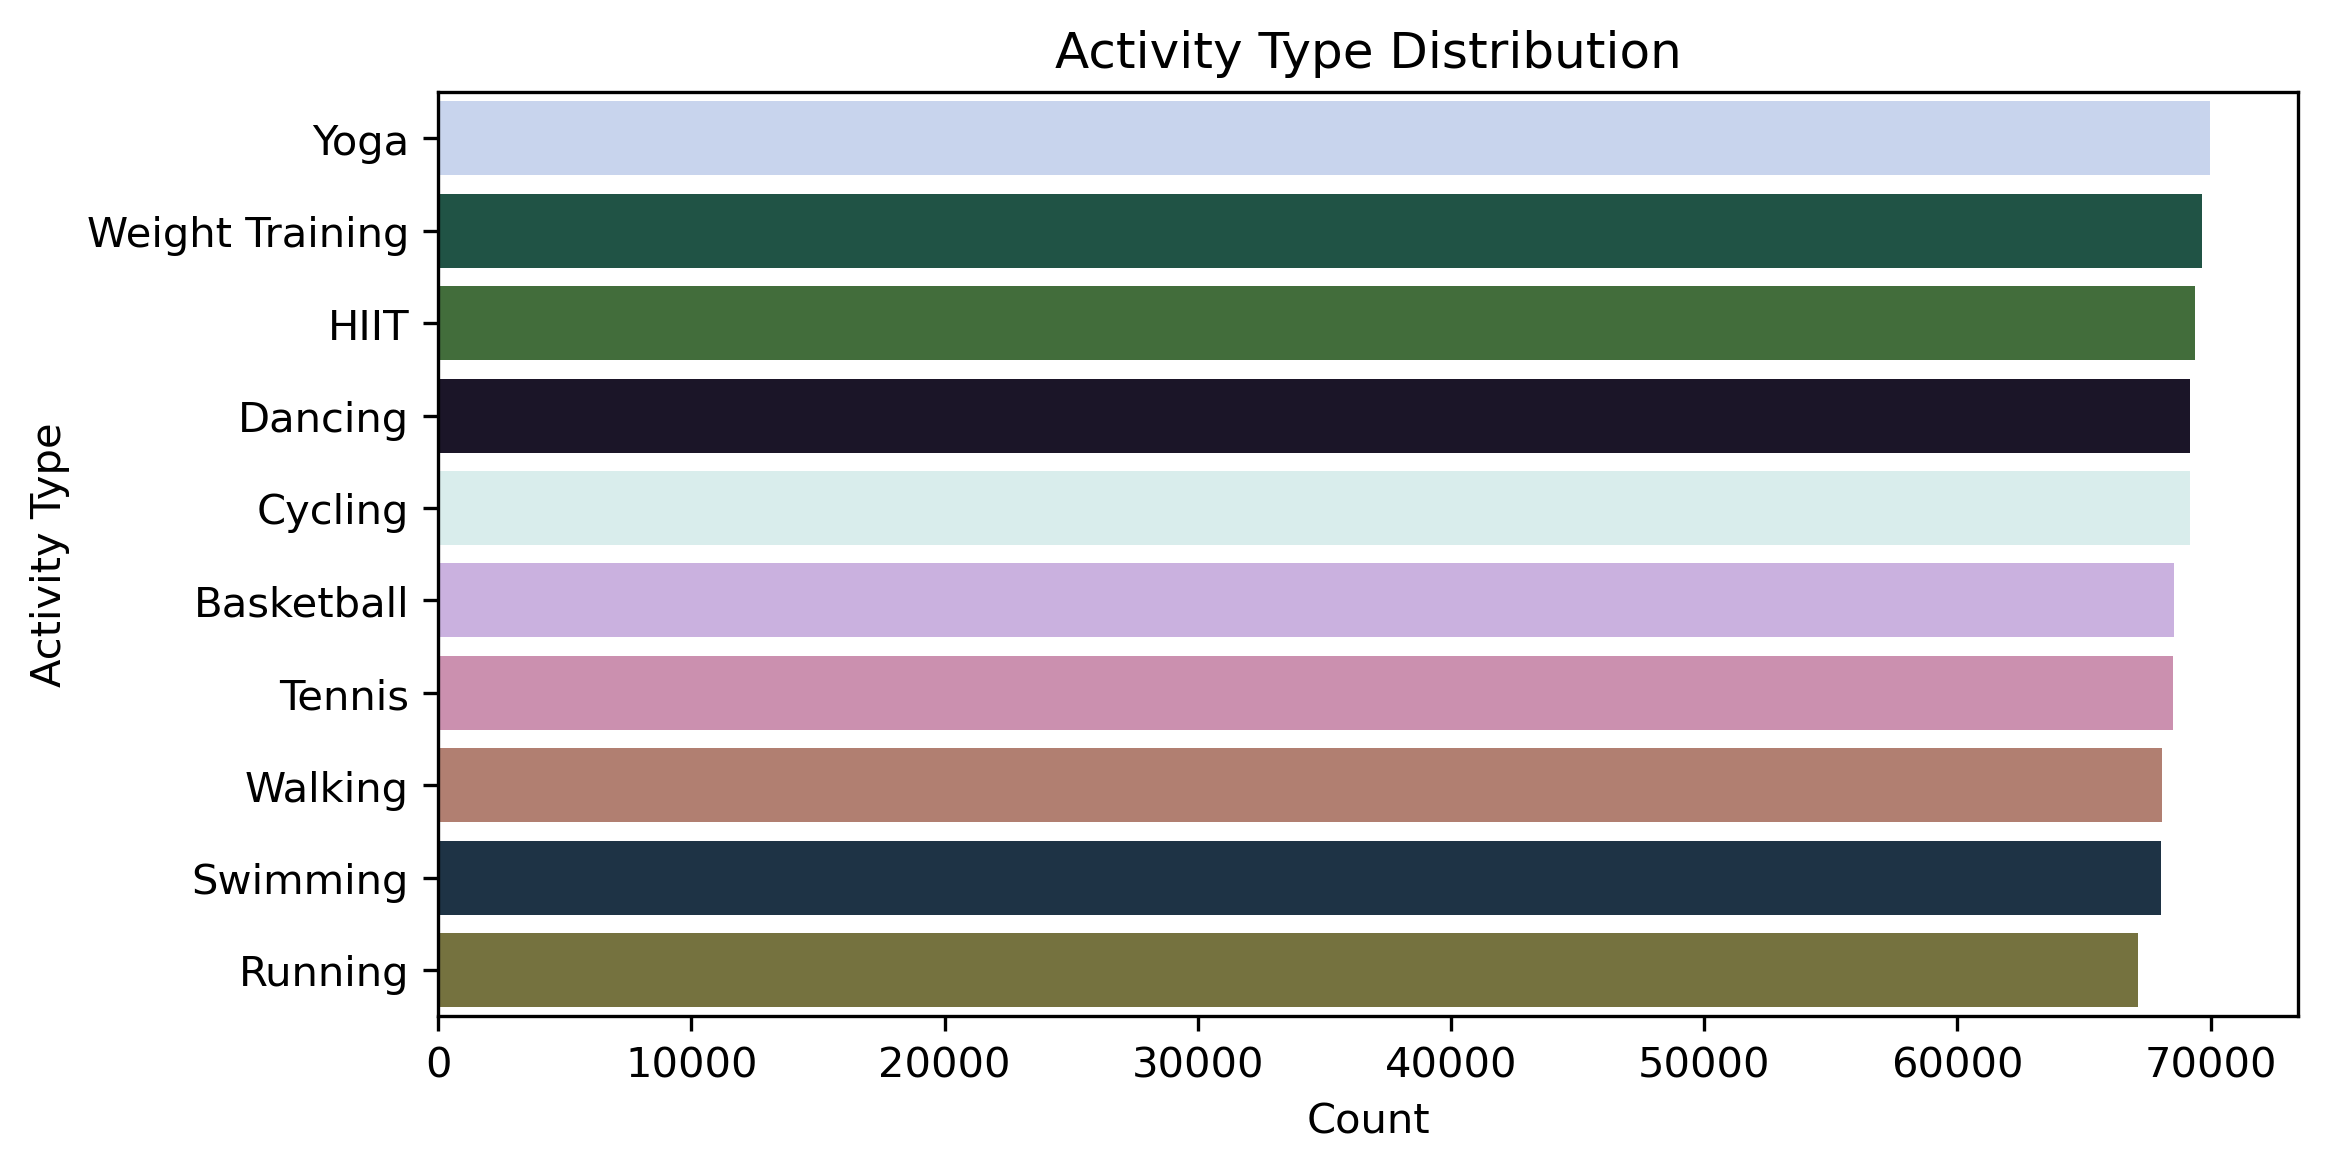 Activity Type Distribution
Activity Type
Yoga
Weight Training
HIIT
Dancing
Cycling
Basketball
Tennis
Walking
Swimming
Running
0 10000 20000 30000 40000 50000 60000 70000
Count